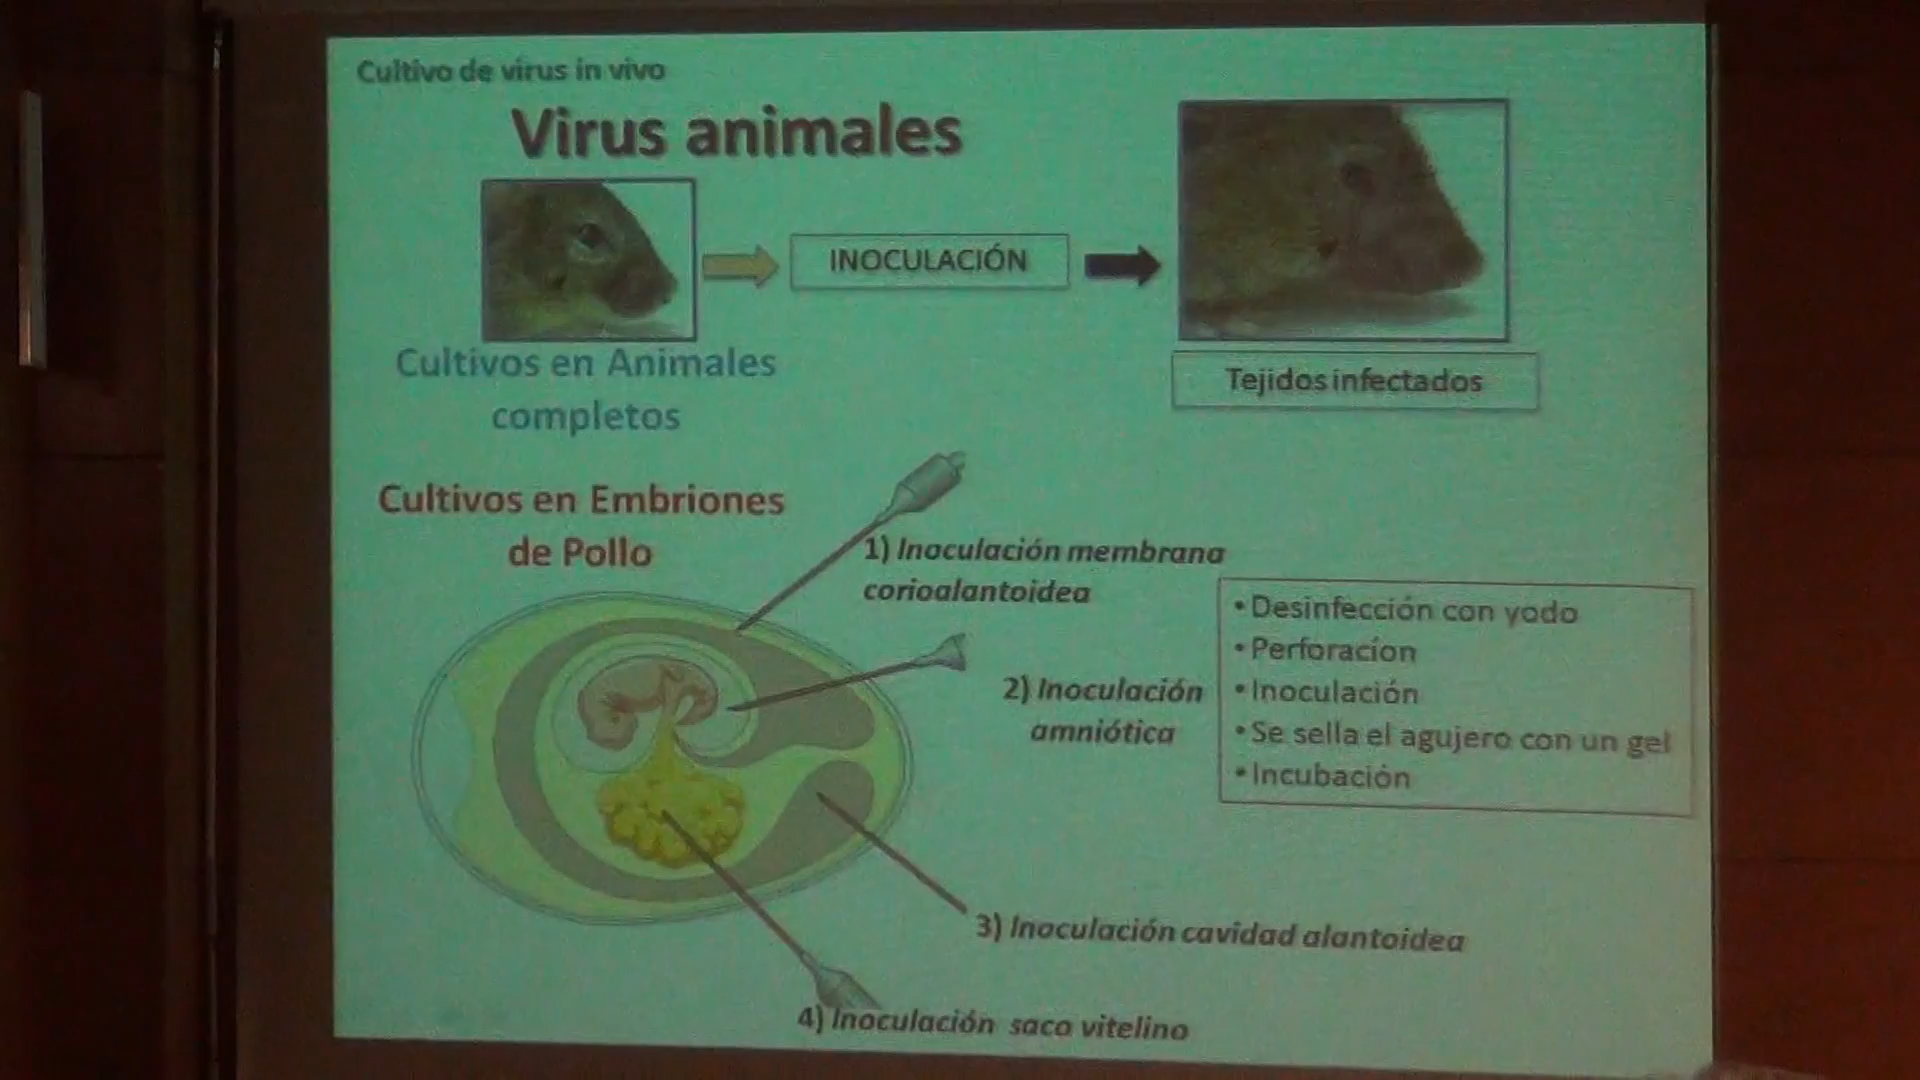 Cultivo de virus in vivo
Virus animales
INOCULACIÓN
Cultivos en Animales
completos
Tejidos infectados
Cultivos en Embriones
de Pollo
1) Inoculación membrana
corioalantoidea
2) Inoculación
amniótica
• Desinfección con yodo
• Perforacíon
• Inoculación
• Se sella el agujero con un gel
• Incubación
3) Inoculación cavidad alantoidea
4) Inoculación saco vitelino